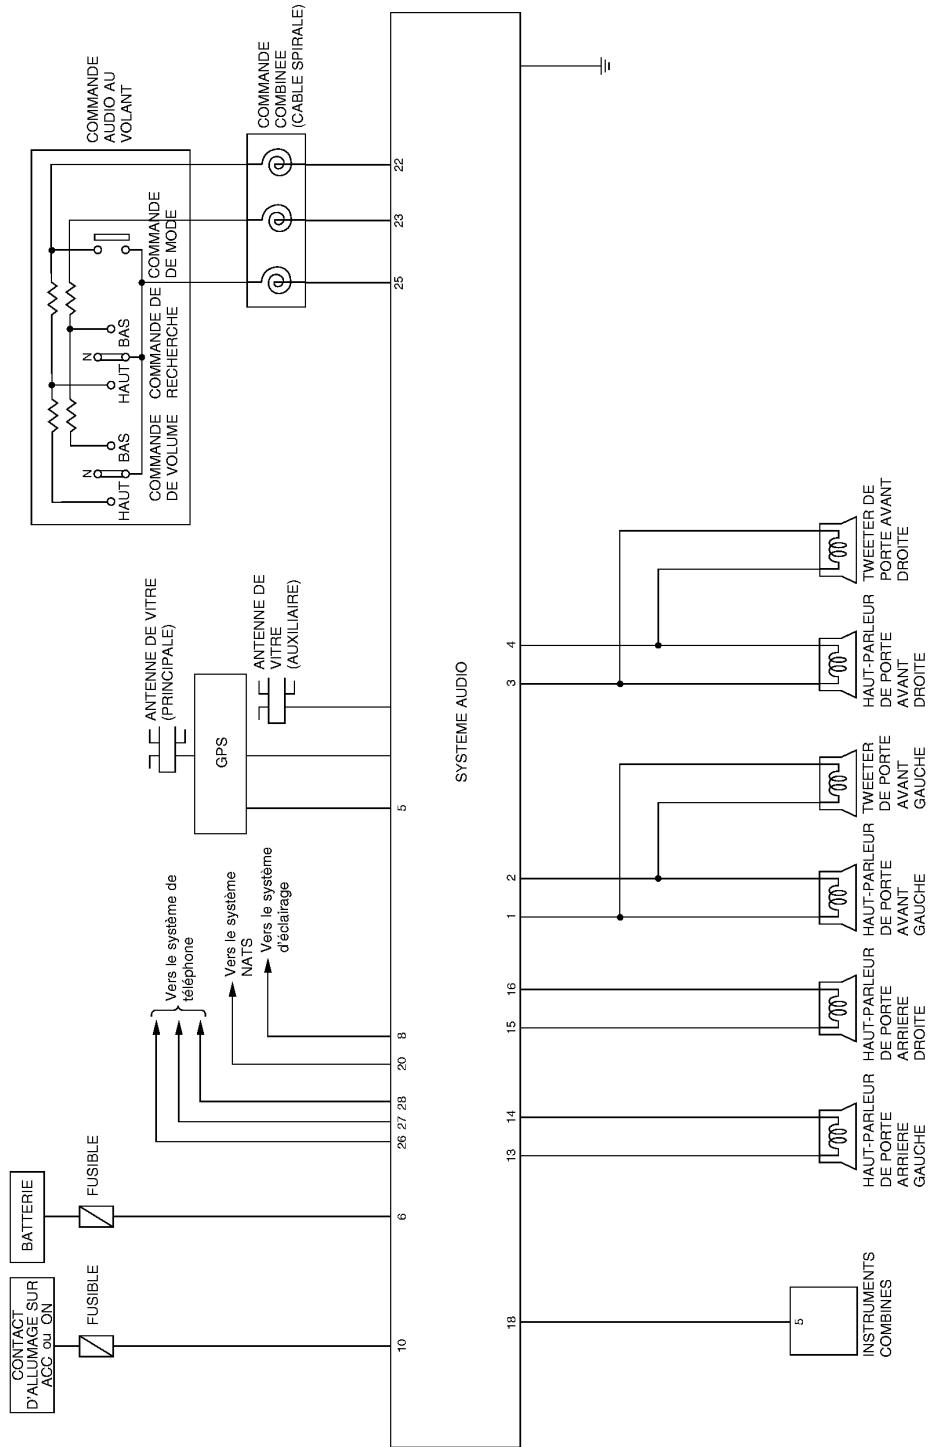 CONTACT
D'ALLUMAGE SUR
ACC ou ON
FUSIBLE
10
BATTERIE
FUSIBLE
6
Vers le système de
téléphone
26
27
28
Vers le système
NATS
20
Vers le système
d'éclairage
8
ANTENNE DE VITRE
(PRINCIPALE)
GPS
5
ANTENNE DE
VITRE
(AUXILIAIRE)
COMMANDE
AUDIO AU
VOLANT
HAUT
N
BAS
COMMANDE
DE VOLUME
HAUT
N
BAS
COMMANDE DE
RECHERCHE
COMMANDE
DE MODE
COMMANDE
COMBINEE
(CABLE SPIRALE)
25
23
22
SYSTEME AUDIO
18
5
INSTRUMENTS
COMBINES
13
14
HAUT-PARLEUR
DE PORTE
ARRIERE
GAUCHE
15
16
HAUT-PARLEUR
DE PORTE
ARRIERE
DROITE
1
2
HAUT-PARLEUR
DE PORTE
AVANT
GAUCHE
TWEETER
DE PORTE
AVANT
GAUCHE
3
4
HAUT-PARLEUR
DE PORTE
AVANT
DROITE
TWEETER DE
PORTE AVANT
DROITE